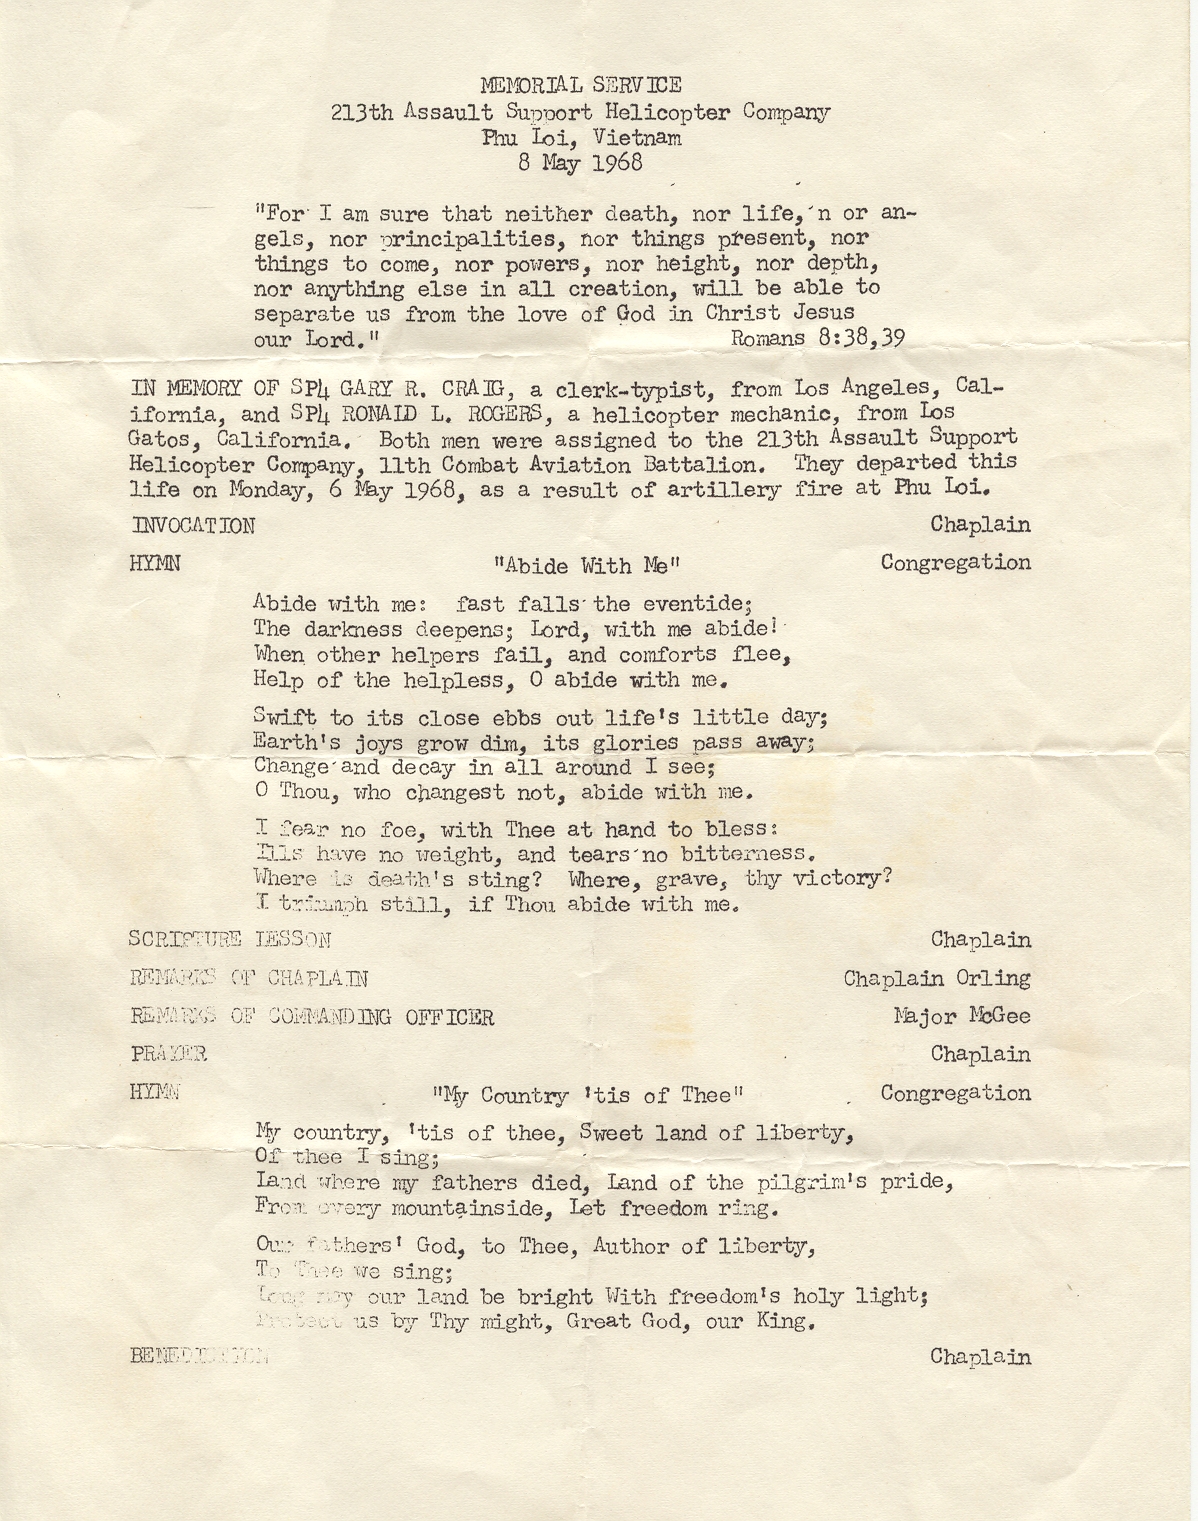 MEMORIAL SERVICE
213th Assault Support Helicopter Company
Phu Loi, Vietnam
8 May 1968
"For I am sure that neither death, nor life, n or an-
gels, nor principalities, nor things present, nor
things to come, nor powers, nor height, nor depth,
nor anything else in all creation, will be able to
separate us from the love of God in Christ Jesus
our Lord." Romans 8:38,39
IN MEMORY OF SP4 GARY R. CRAIG, a clerk-typist, from Los Angeles, Cal-
ifornia, and SP4 RONALD L. ROGERS, a helicopter mechanic, from Los
Gatos, California. Both men were assigned to the 213th Assault Support
Helicopter Company, 11th Combat Aviation Battalion. They departed this
life on Monday, 6 May 1968, as a result of artillery fire at Phu Loi.
INVOCATION Chaplain
HYMN "Abide With Me" Congregation
Abide with me: fast falls the eventide;
The darkness deepens; Lord, with me abide!
When other helpers fail, and comforts flee,
Help of the helpless, O abide with me.
Swift to its close ebbs out life's little day;
Earth's joys grow dim, its glories pass away;
Change and decay in all around I see;
O Thou, who changest not, abide with me.
I fear no foe, with Thee at hand to bless:
Ills have no weight, and tears no bitterness.
Where is death's sting? Where, grave, thy victory?
I triumph still, if Thou abide with me.
SCRIPTURE LESSON Chaplain
REMARKS OF CHAPLAIN Chaplain Orling
REMARKS OF COMMANDING OFFICER Major McGee
PRAYER Chaplain
HYMN "My Country 'tis of Thee" Congregation
My country, 'tis of thee, Sweet land of liberty,
Of thee I sing;
Land where my fathers died, Land of the pilgrim's pride,
From every mountainside, Let freedom ring.
Our fathers' God, to Thee, Author of liberty,
To Thee we sing;
Long may our land be bright With freedom's holy light;
Protect us by Thy might, Great God, our King.
BENEDICTION Chaplain